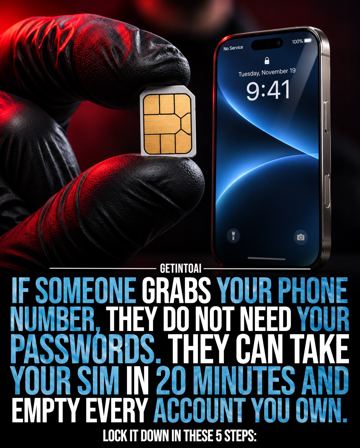 No Service
100%
Tuesday, November 19
9:41
GETINTOAI
IF SOMEONE GRABS YOUR PHONE
NUMBER, THEY DO NOT NEED YOUR
PASSWORDS. THEY CAN TAKE
YOUR SIM IN 20 MINUTES AND
EMPTY EVERY ACCOUNT YOU OWN.
LOCK IT DOWN IN THESE 5 STEPS: